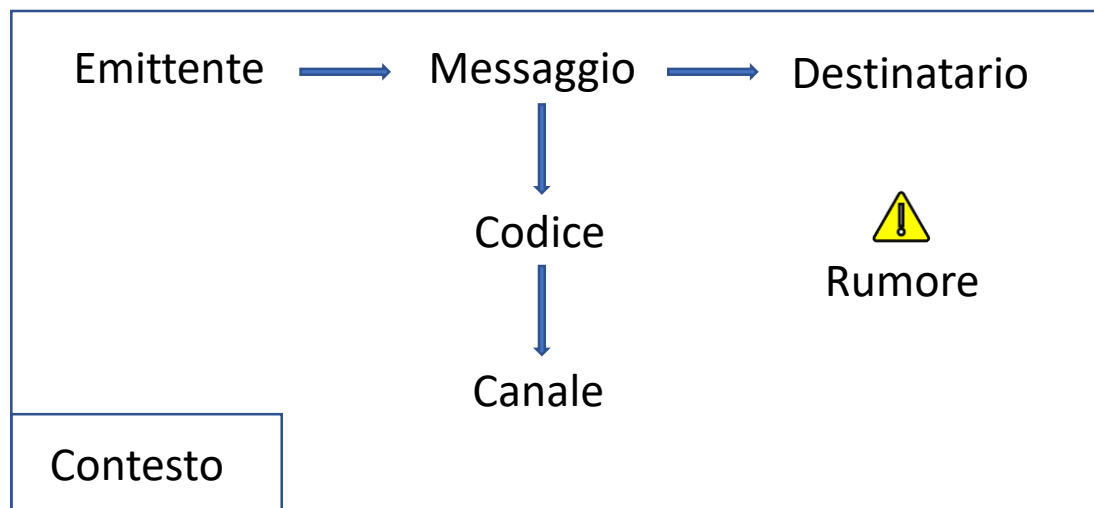 Emittente
Messaggio
Destinatario
Codice
Rumore
Canale
Contesto